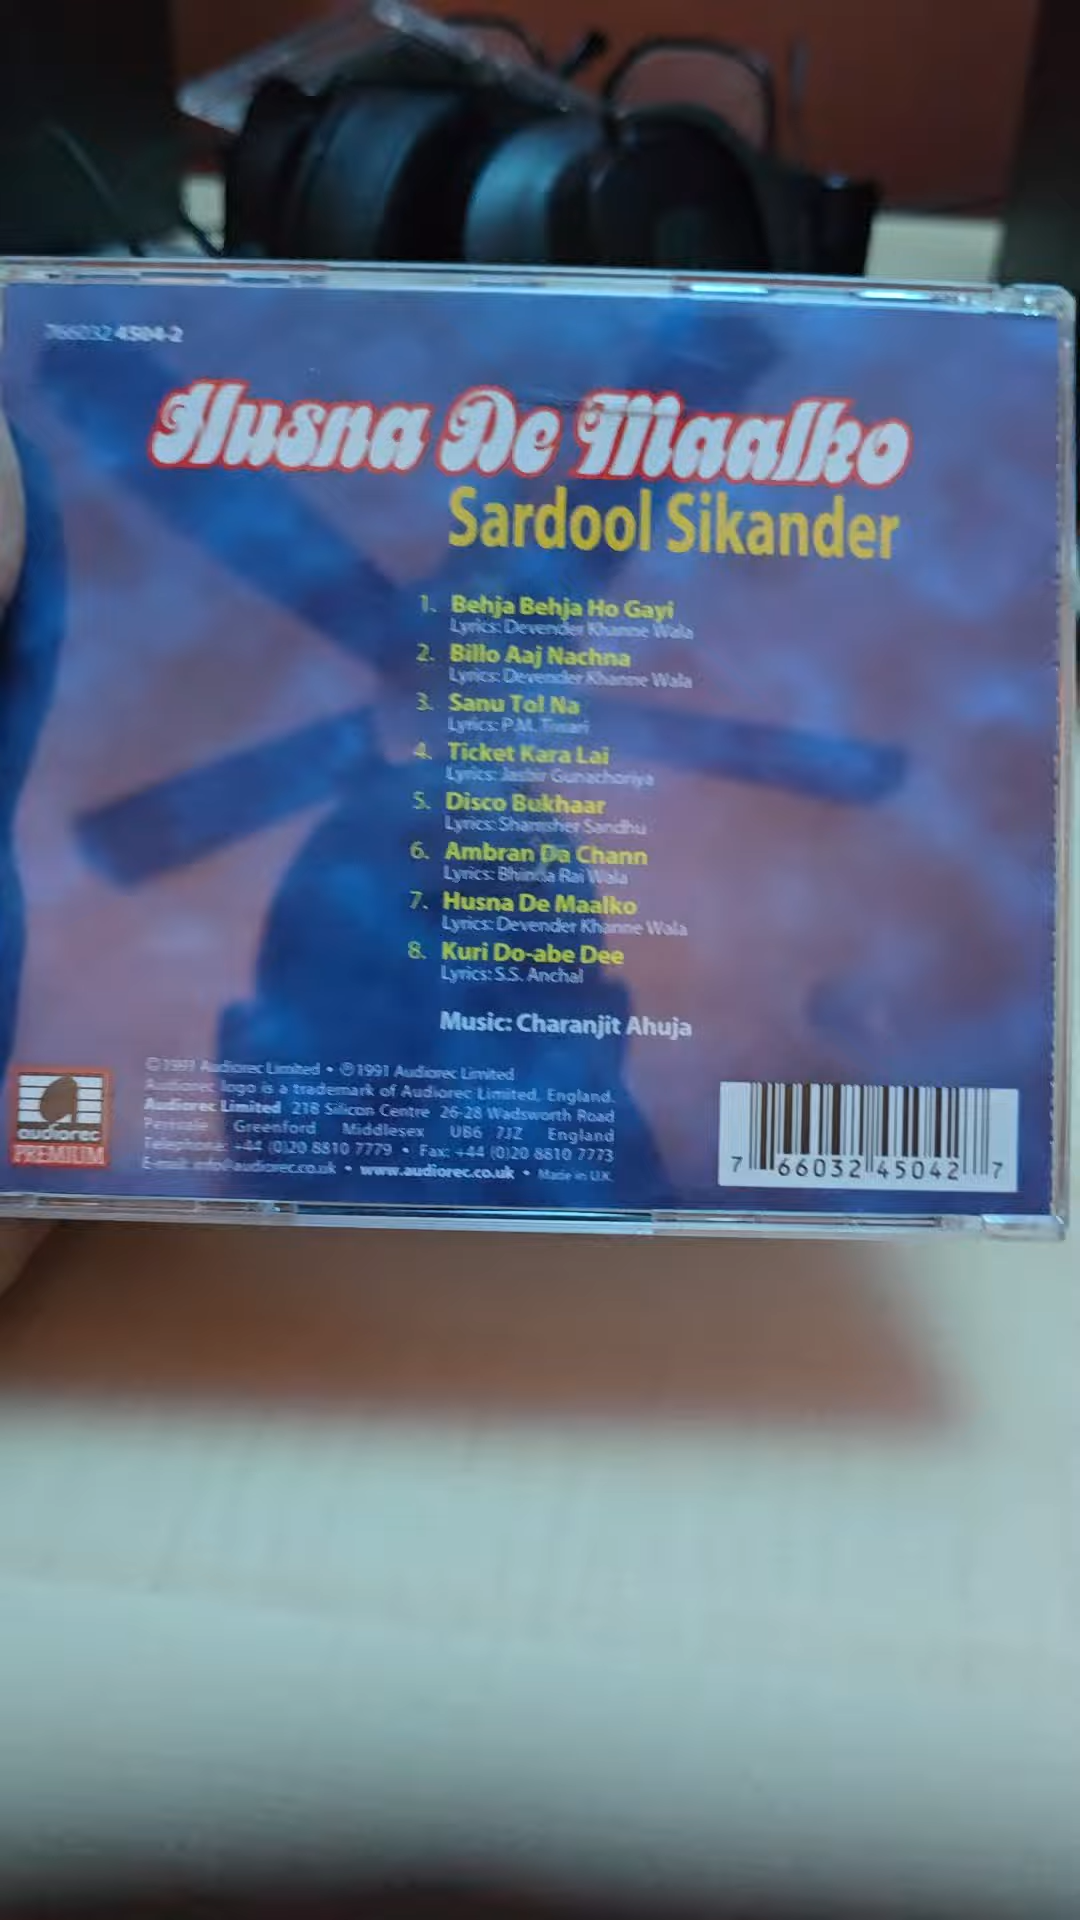 766032 4504-2
Husna De Maalko
Sardool Sikander
1. Behja Behja Ho Gayi
Lyrics: Devender Khanne Wala
2. Billo Aaj Nachna
Lyrics: Devender Khanne Wala
3. Sanu Tol Na
Lyrics: P.M. Tiwari
4. Ticket Kara Lai
Lyrics: Jasbir Gunachoriya
5. Disco Bukhaar
Lyrics: Shamsher Sandhu
6. Ambran Da Chann
Lyrics: Bhinda Rai Wala
7. Husna De Maalko
Lyrics: Devender Khanne Wala
8. Kuri Do-abe Dee
Lyrics: S.S. Anchal
Music: Charanjit Ahuja
© 1991 Audiorec Limited • ℗ 1991 Audiorec Limited
Audiorec logo is a trademark of Audiorec Limited, England.
Audiorec Limited 21B Silicon Centre 26-28 Wadsworth Road
Perivale Greenford Middlesex UB6 7JZ England
Telephone: +44 (0)20 8810 7779 • Fax: +44 (0)20 8810 7773
E-mail: info@audiorec.co.uk • www.audiorec.co.uk • Made in U.K.
audiorec
PREMIUM
7 66032 45042 7